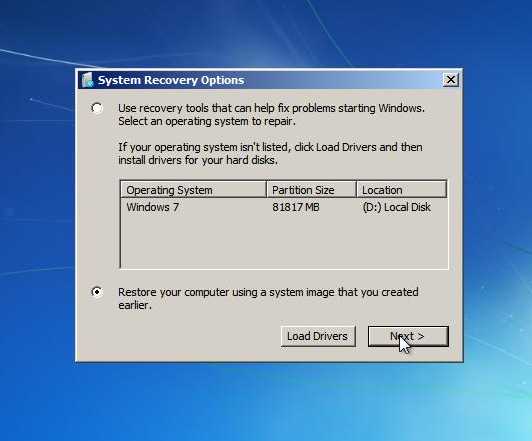 System Recovery Options
Use recovery tools that can help fix problems starting Windows.
Select an operating system to repair.
If your operating system isn't listed, click Load Drivers and then
install drivers for your hard disks.
Operating System Partition Size Location
Windows 7 81817 MB (D:) Local Disk
Restore your computer using a system image that you created
earlier.
Load Drivers Next >